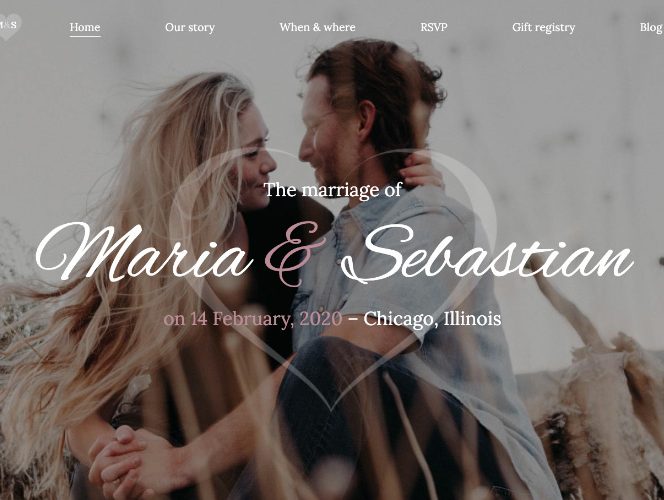 M&S
Home Our story When & where RSVP Gift registry Blog
The marriage of
Maria & Sebastian
on 14 February, 2020 – Chicago, Illinois